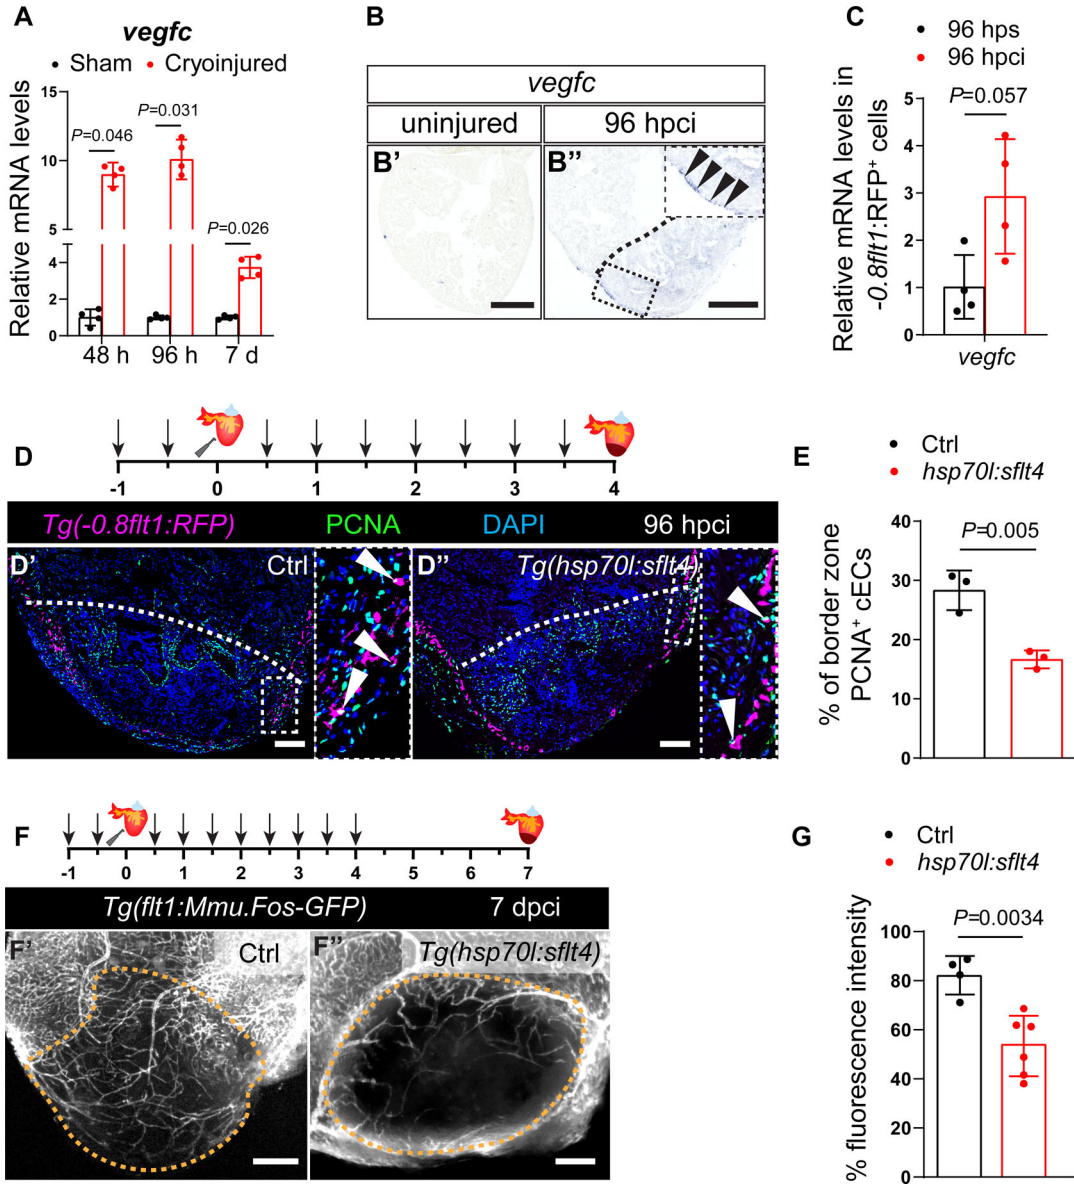 A
vegfc
Sham Cryoinjured
Relative mRNA levels
15
10
5
4
2
0
P=0.046
P=0.031
P=0.026
48 h 96 h 7 d
B
vegfc
uninjured 96 hpci
B' B''
C
96 hps
96 hpci
Relative mRNA levels in
-0.8flt1:RFP+ cells
P=0.057
5
4
3
2
1
0
vegfc
D
-1 0 1 2 3 4
Tg(-0.8flt1:RFP) PCNA DAPI 96 hpci
D' Ctrl D'' Tg(hsp70l:sflt4)
E
Ctrl
hsp70l:sflt4
% of border zone
PCNA+ cECs
P=0.005
40
30
20
10
0
F
-1 0 1 2 3 4 5 6 7
Tg(flt1:Mmu.Fos-GFP) 7 dpci
F' Ctrl F'' Tg(hsp70l:sflt4)
G
Ctrl
hsp70l:sflt4
% fluorescence intensity
P=0.0034
100
80
60
40
20
0